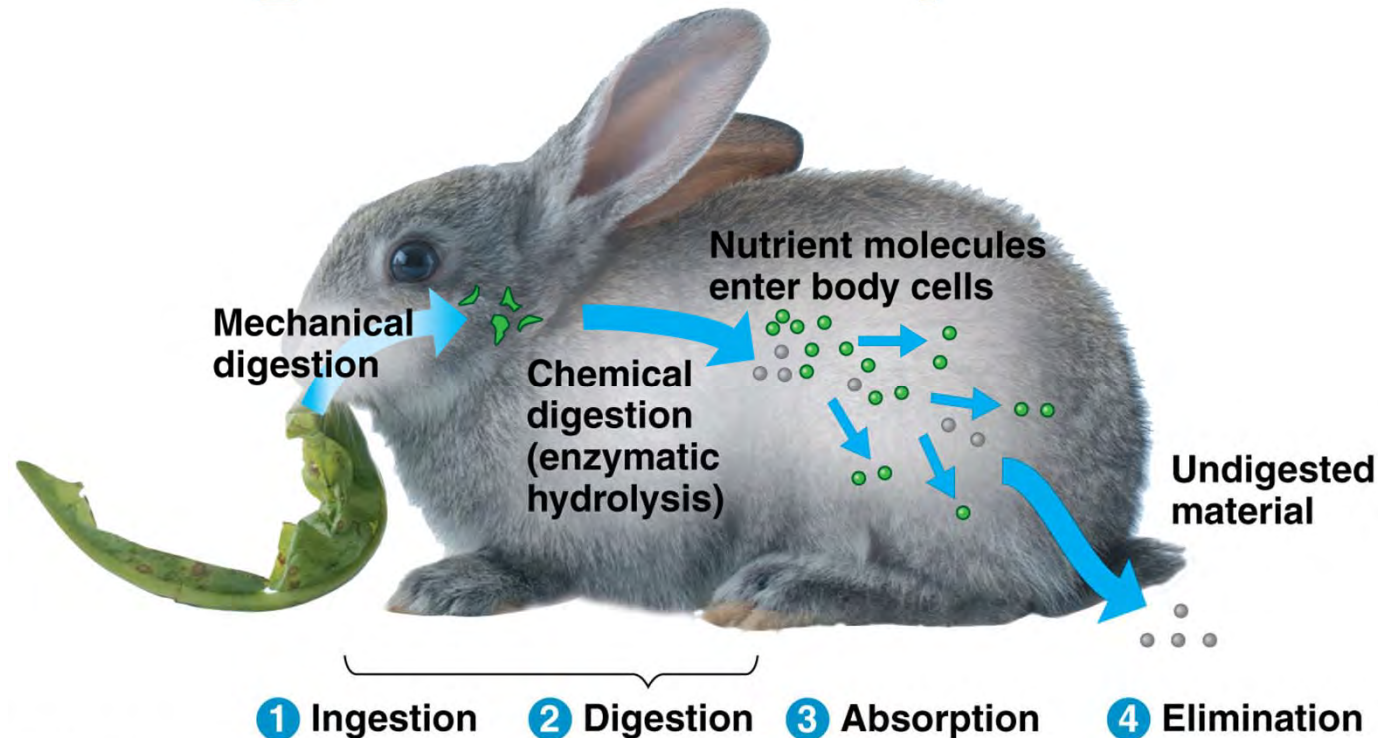 Nutrient molecules
enter body cells
Mechanical
digestion
Chemical
digestion
(enzymatic
hydrolysis)
Undigested
material
1 Ingestion
2 Digestion
3 Absorption
4 Elimination